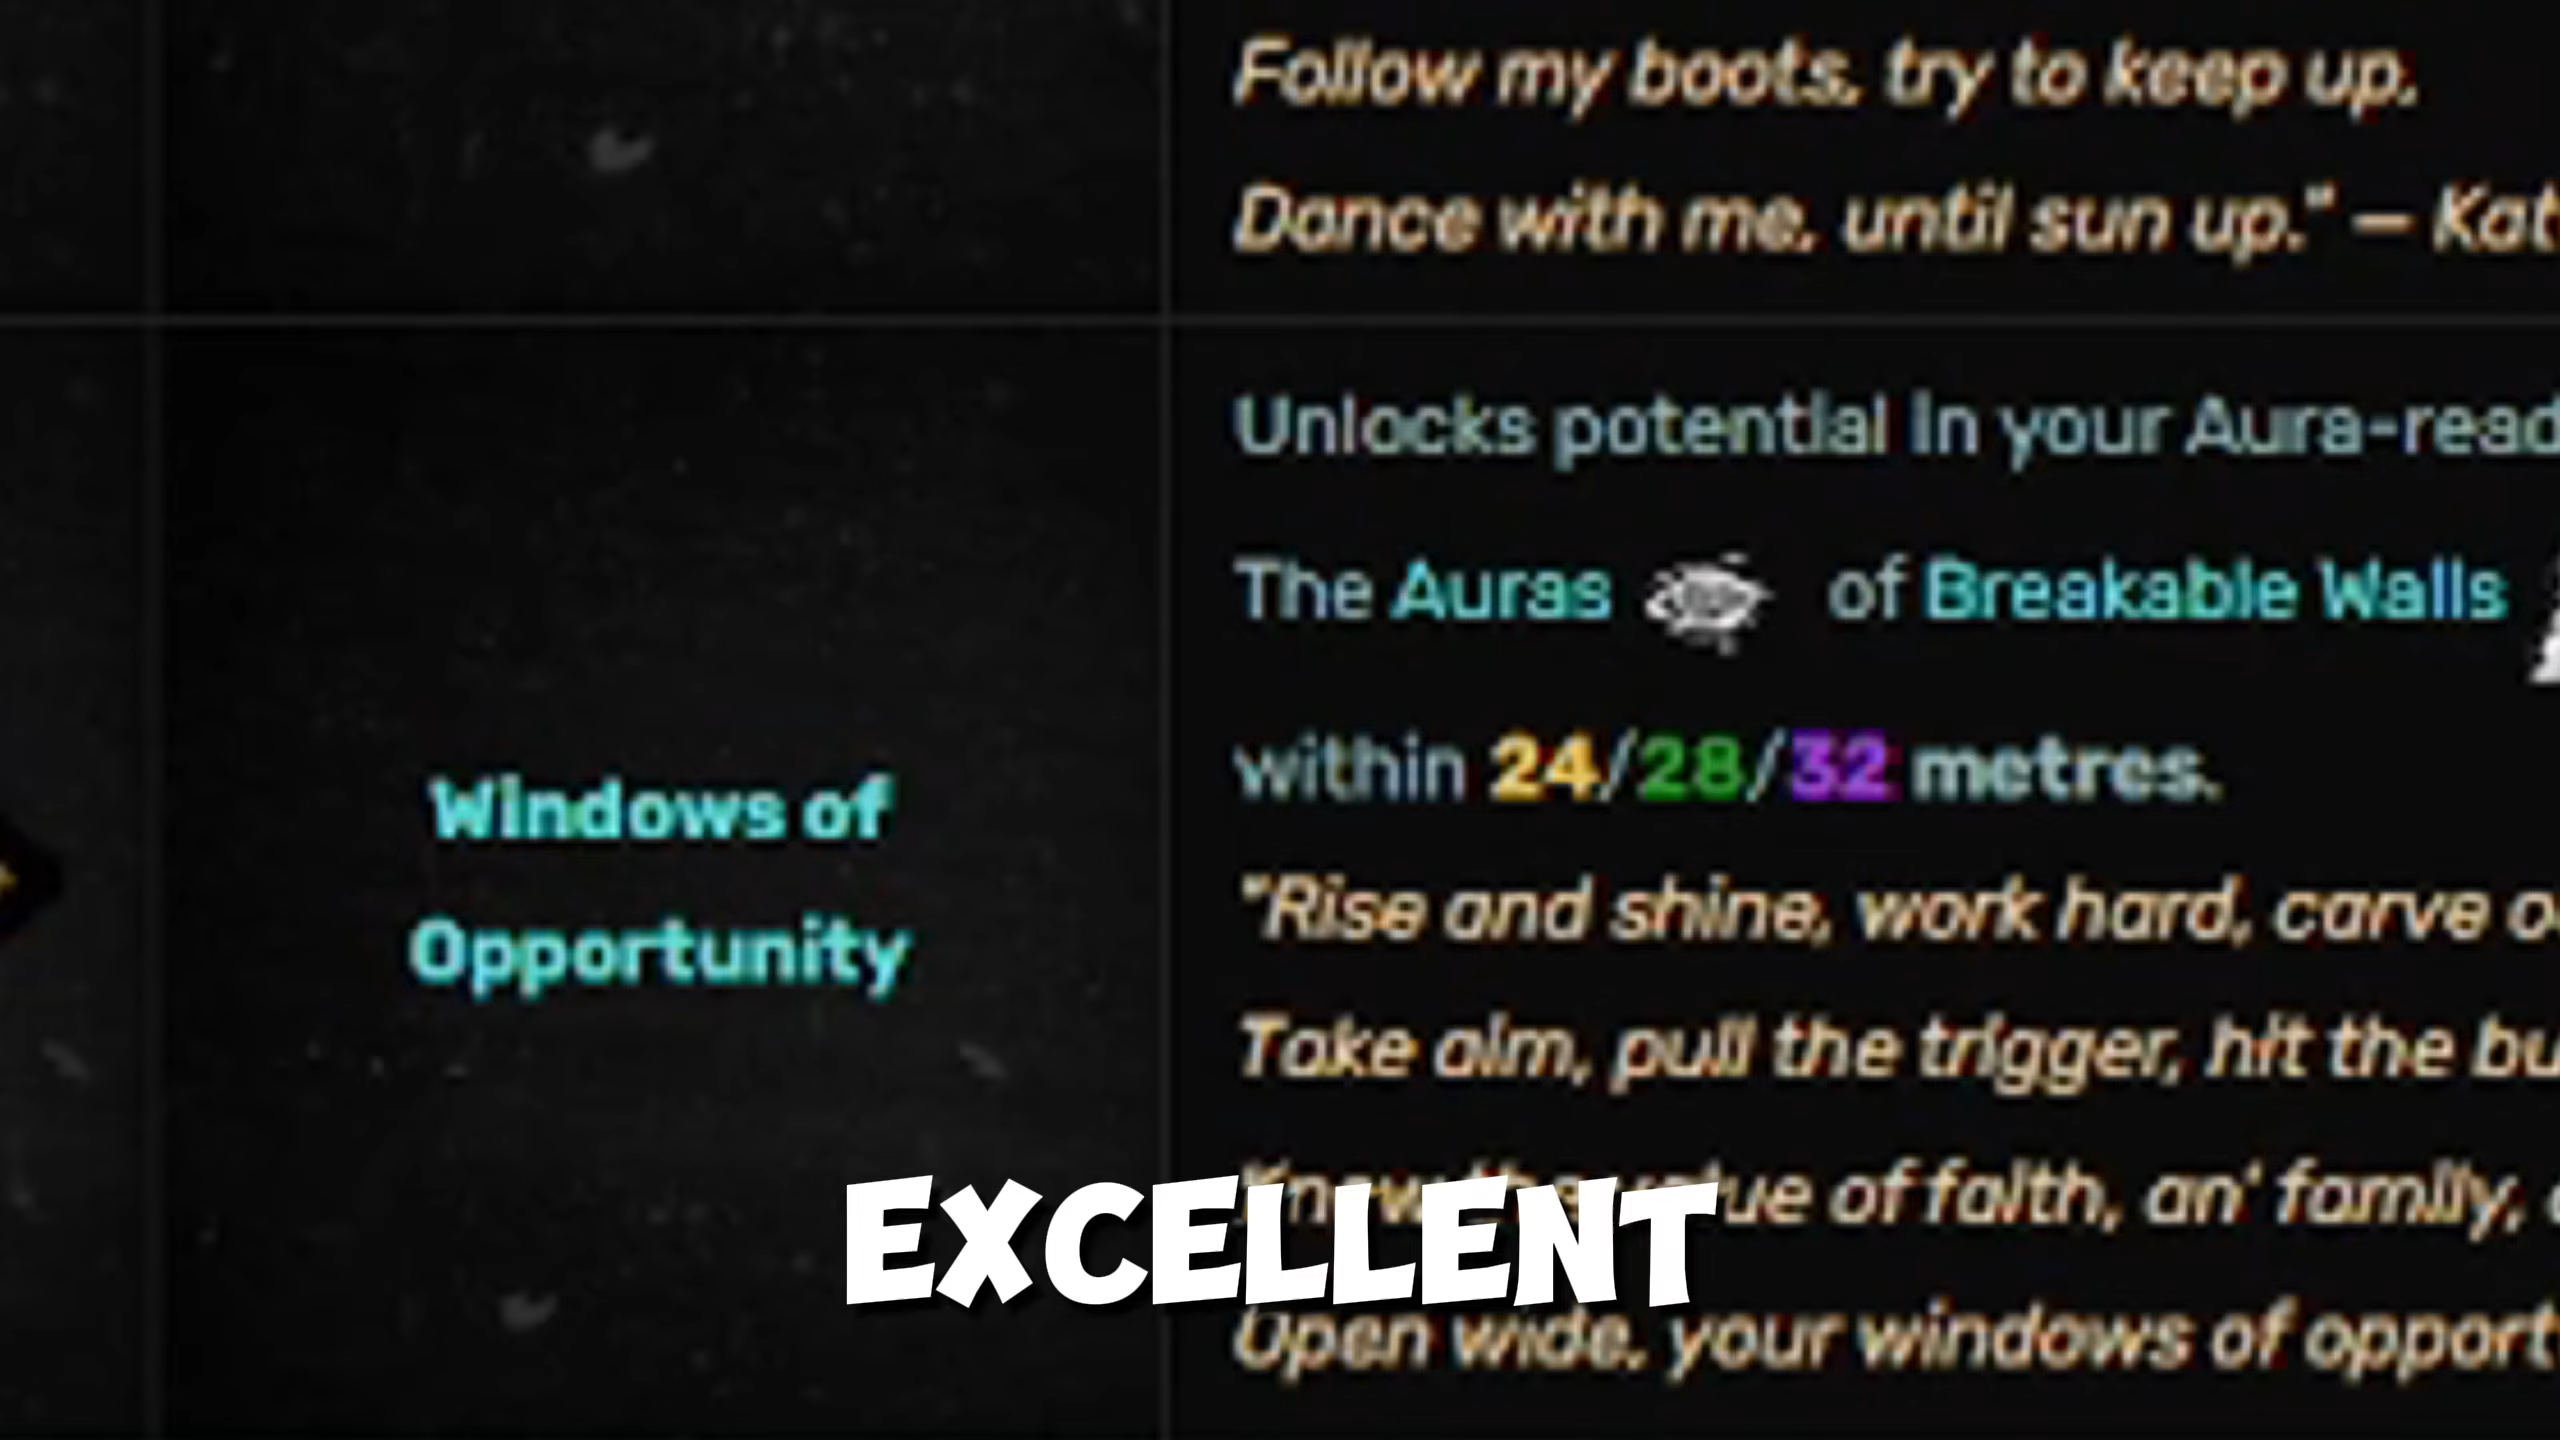 Follow my boots, try to keep up.
Dance with me, until sun up." — Kat
Unlocks potential in your Aura-read
The Auras of Breakable Walls
within 24/28/32 metres.
Windows of
Opportunity
"Rise and shine, work hard, carve
Take aim, pull the trigger, hit the
of faith, an' family,
EXCELLENT
Open wide, your windows of opport